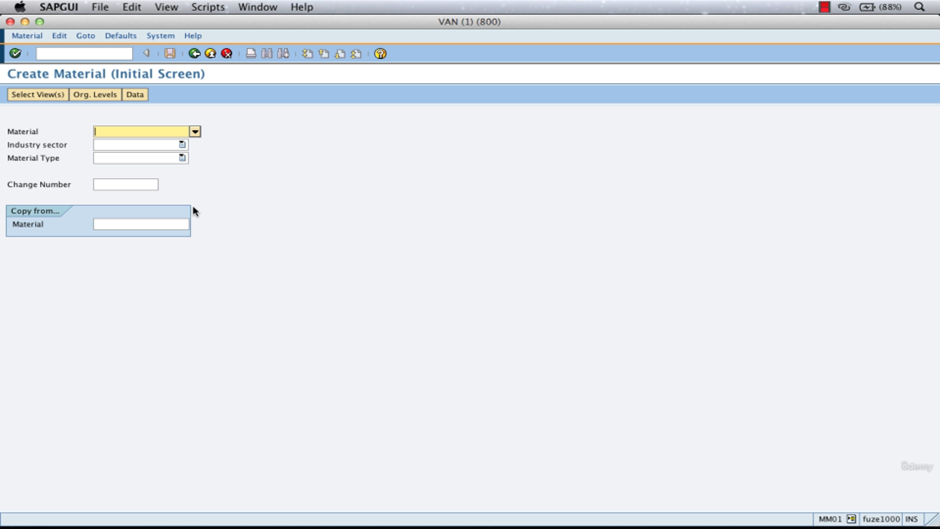 SAPGUI File Edit View Scripts Window Help (88%)
VAN (1) (800)
Material Edit Goto Defaults System Help
Create Material (Initial Screen)
Select View(s) Org. Levels Data
Material
Industry sector
Material Type
Change Number
Copy from...
Material
Udemy
MM01 fuze1000 INS